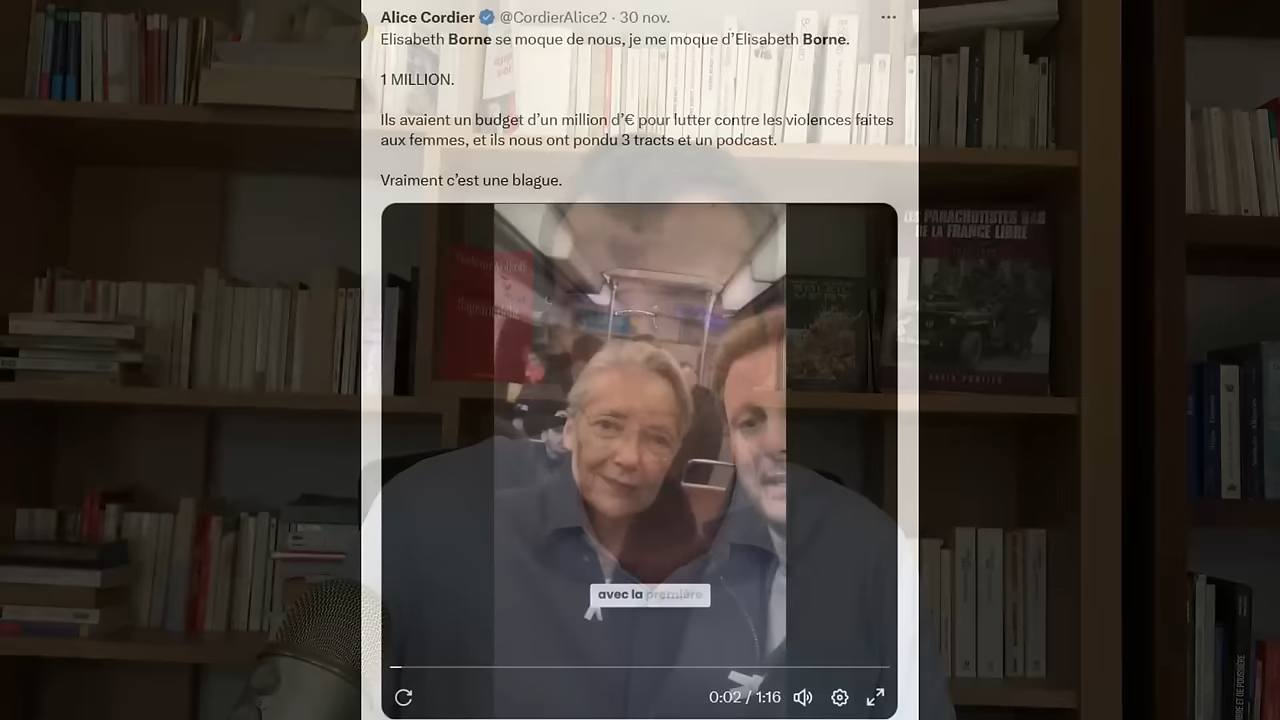 Alice Cordier @CordierAlice2 · 30 nov.
Elisabeth Borne se moque de nous, je me moque d'Elisabeth Borne.
1 MILLION.
Ils avaient un budget d'un million d'€ pour lutter contre les violences faites
aux femmes, et ils nous ont pondu 3 tracts et un podcast.
Vraiment c'est une blague.
LES PARACHUTISTES SAS
DE LA FRANCE LIBRE
avec la première
0:02 / 1:16